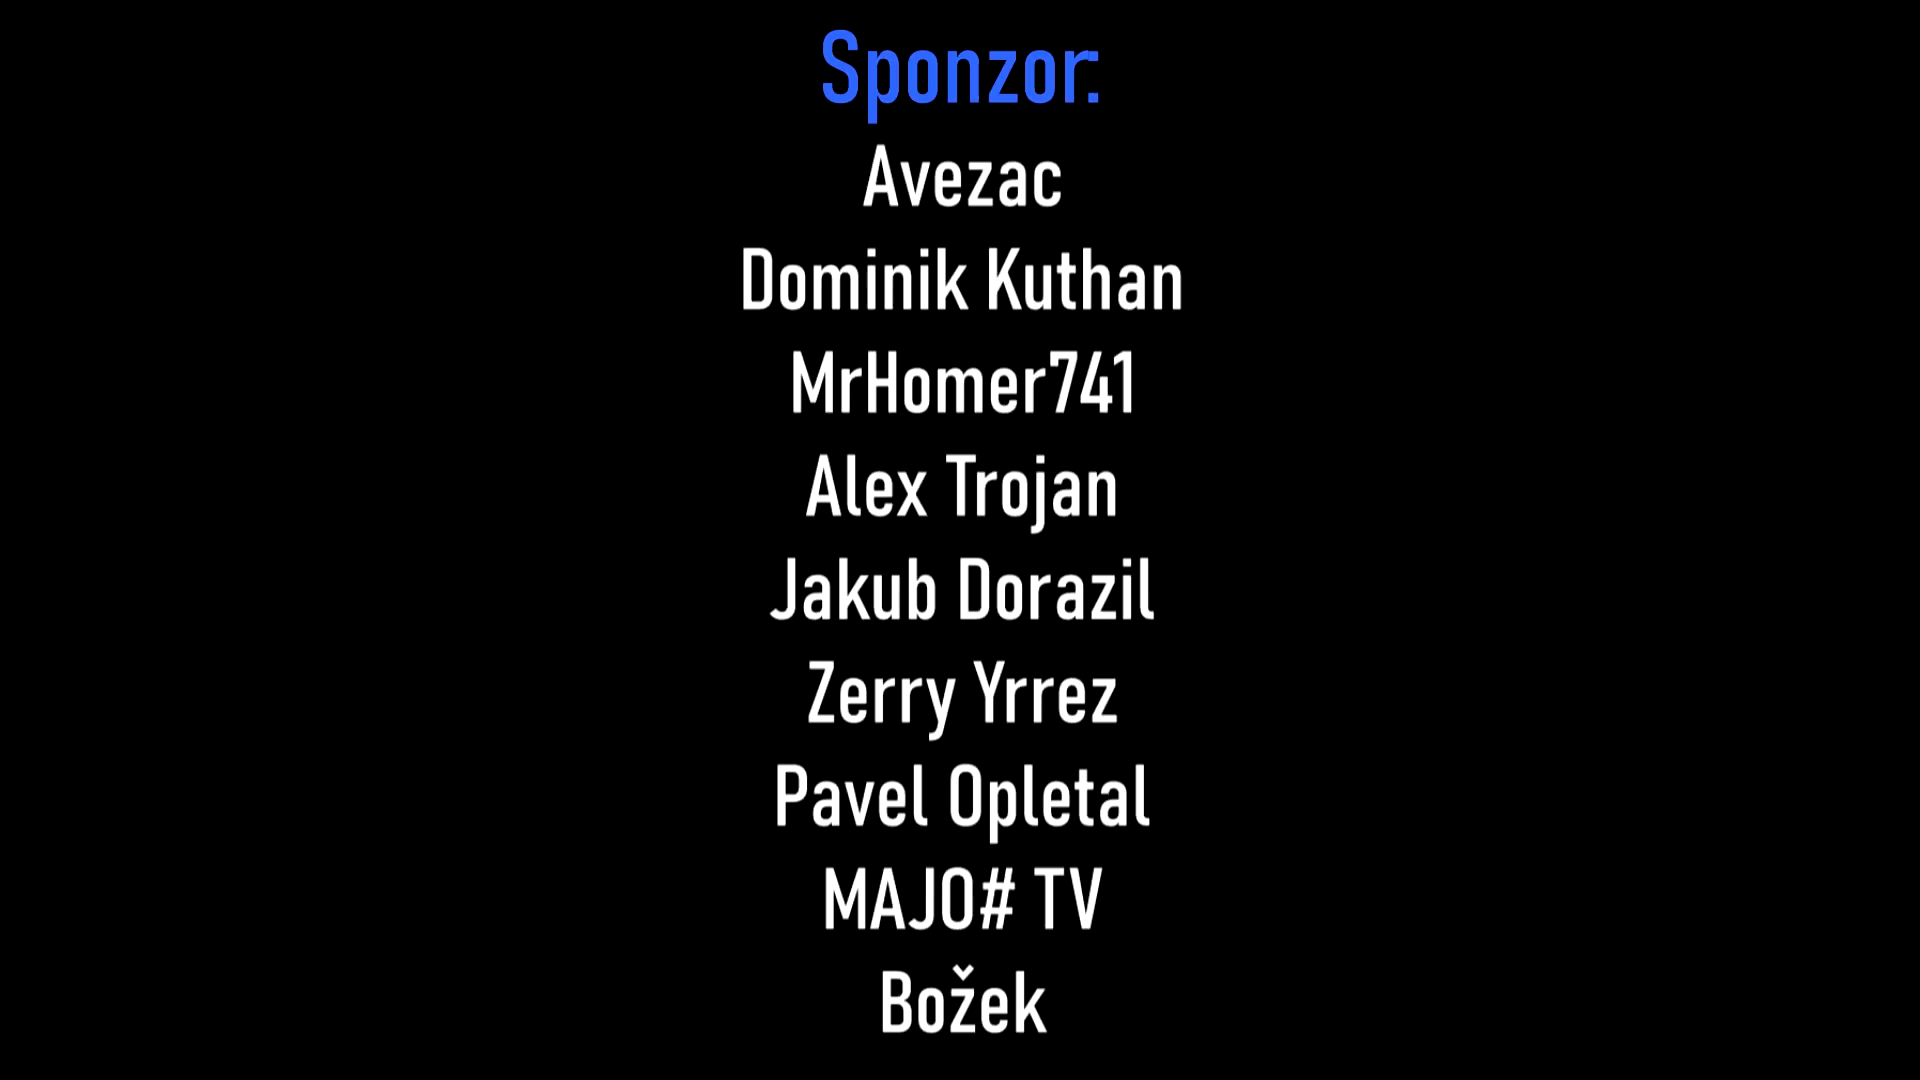 Sponzor:
Avezac
Dominik Kuthan
MrHomer741
Alex Trojan
Jakub Dorazil
Zerry Yrrez
Pavel Opletal
MAJO# TV
Božek